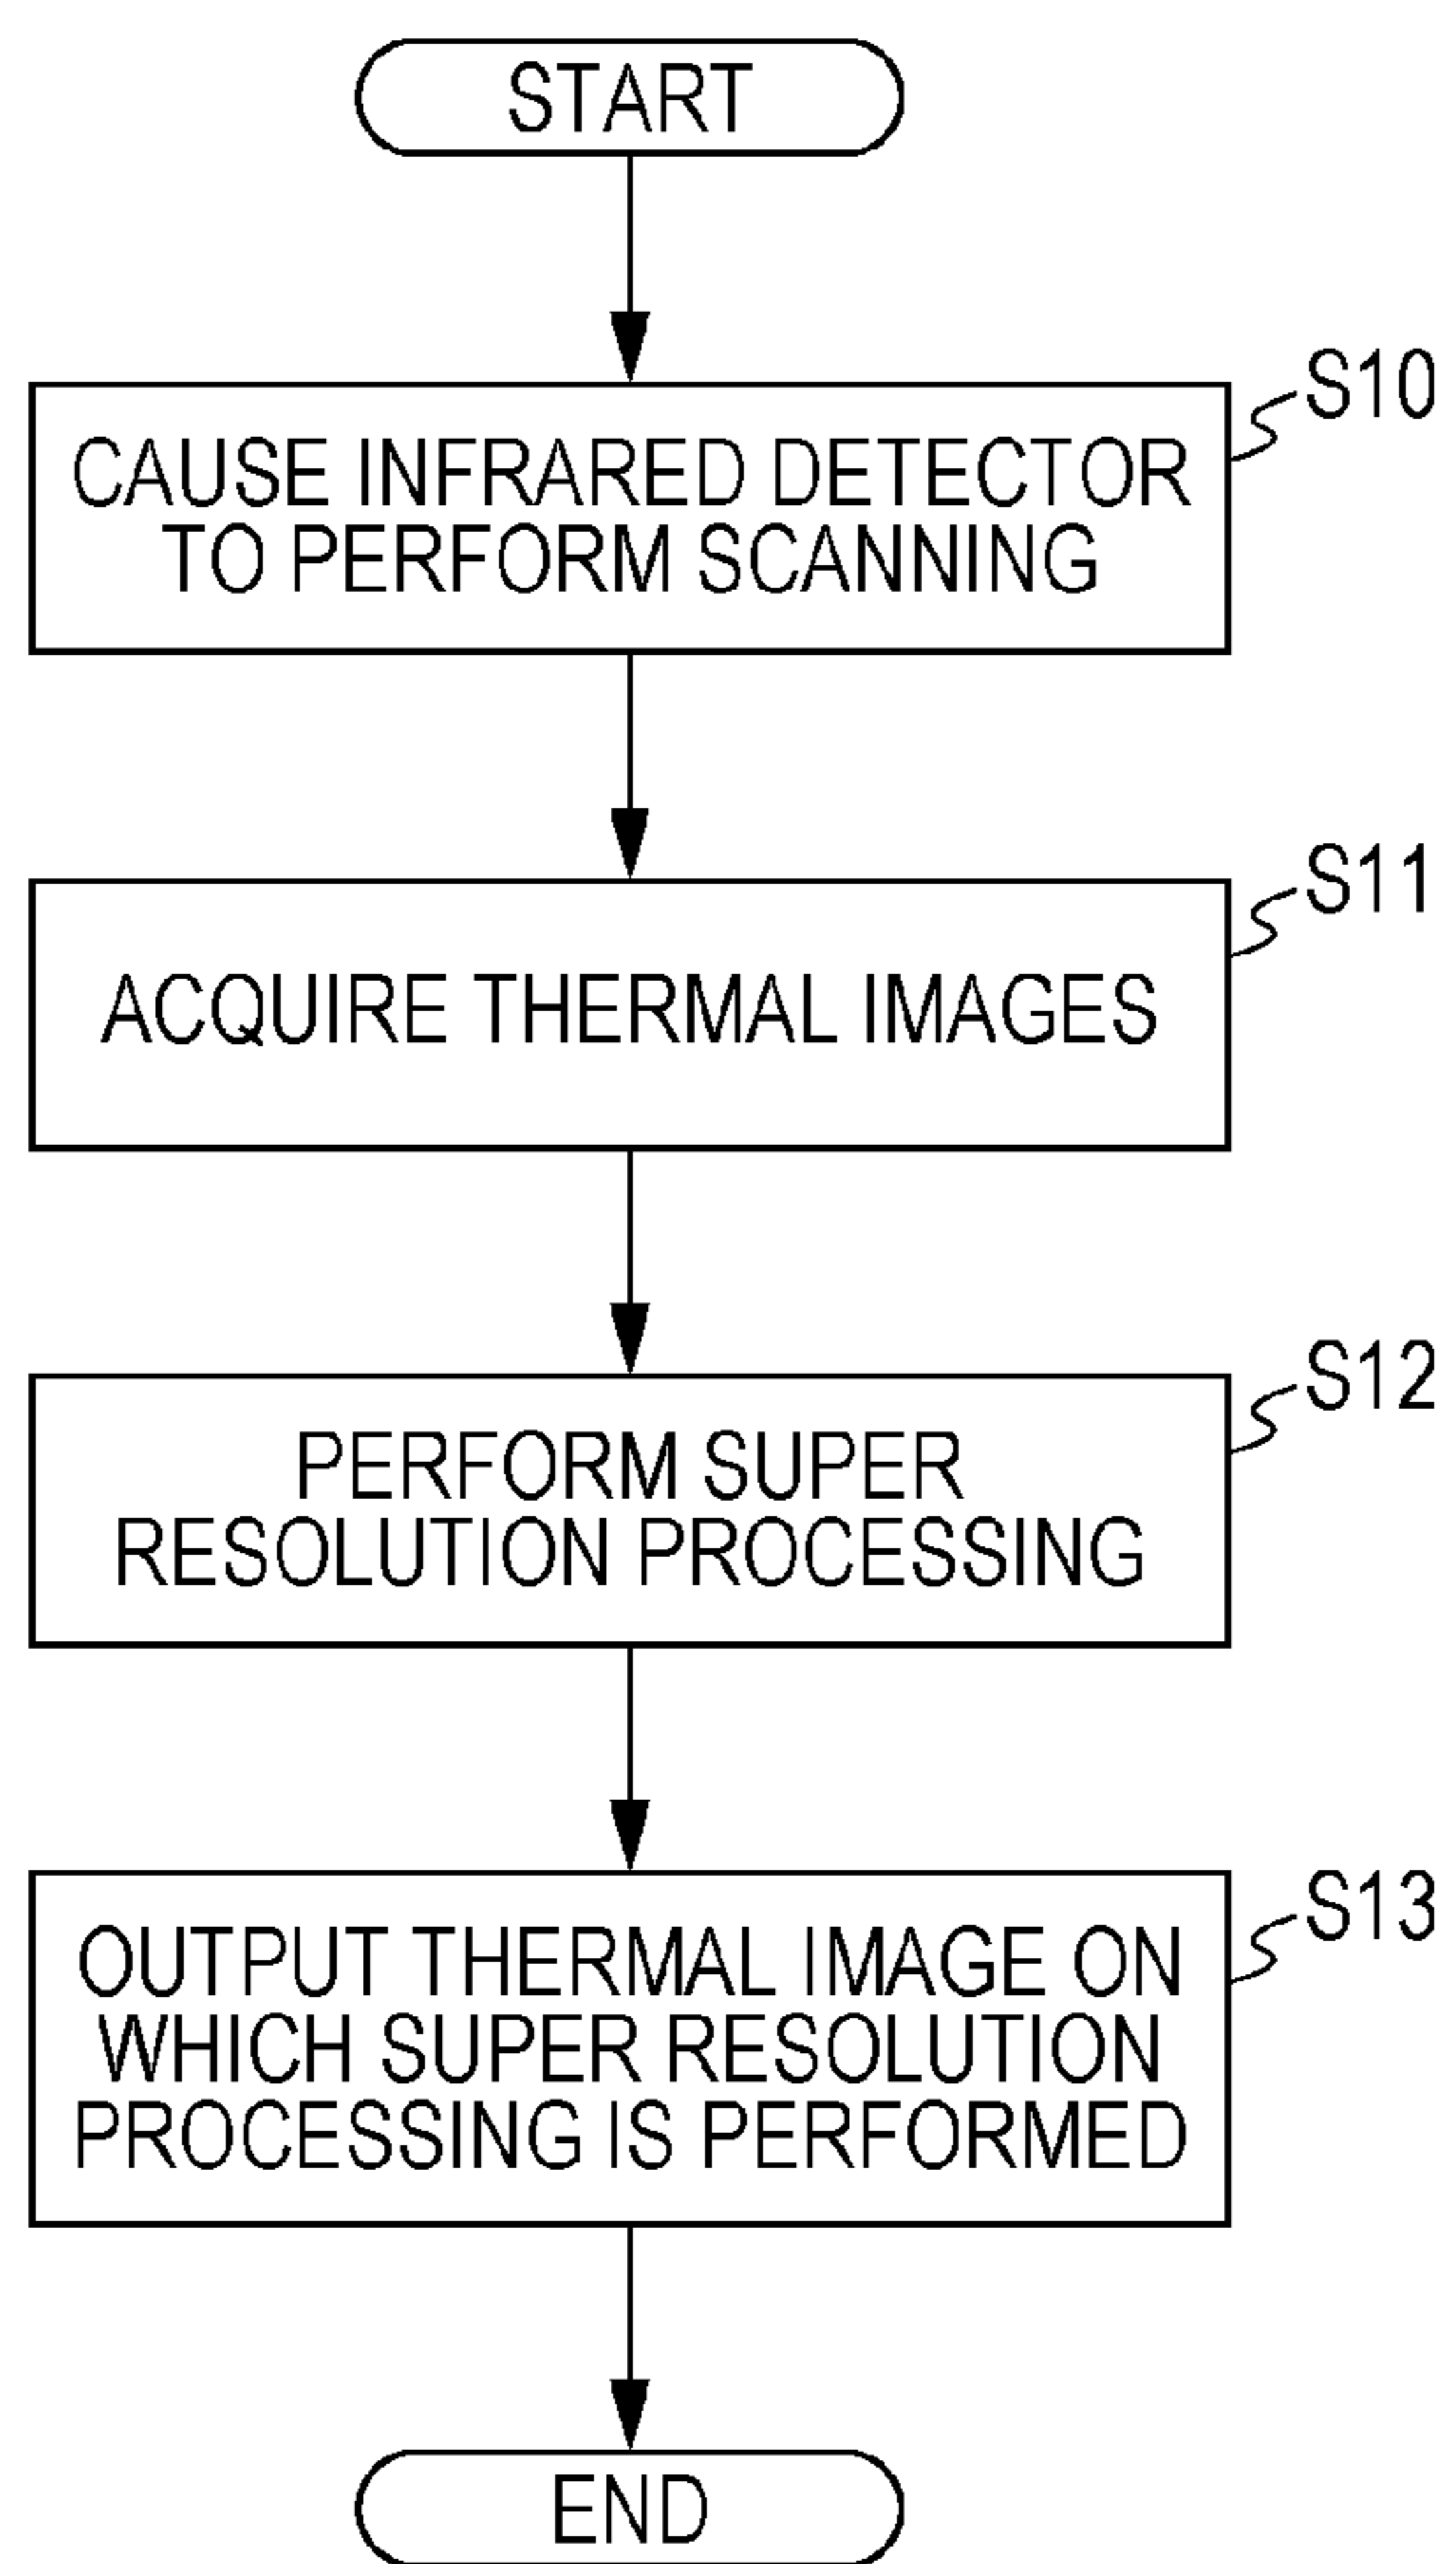 START
S10
CAUSE INFRARED DETECTOR
TO PERFORM SCANNING
S11
ACQUIRE THERMAL IMAGES
S12
PERFORM SUPER
RESOLUTION PROCESSING
S13
OUTPUT THERMAL IMAGE ON
WHICH SUPER RESOLUTION
PROCESSING IS PERFORMED
END